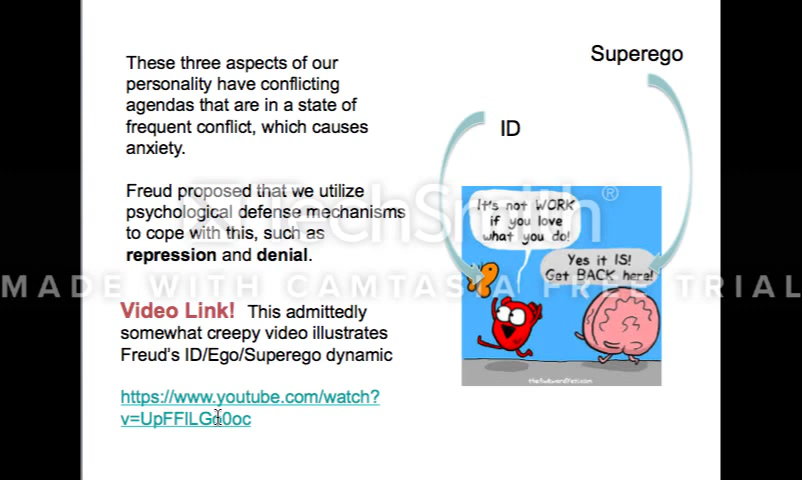 Superego
These three aspects of our
personality have conflicting
agendas that are in a state of
frequent conflict, which causes
anxiety.
ID
Freud proposed that we utilize
psychological defense mechanisms
to cope with this, such as
repression and denial.
It's not WORK
if you love
what you do!
Yes it IS!
Get BACK here!
TechSmith®
MADE WITH CAMTASIA FREE TRIAL
Video Link! This admittedly
somewhat creepy video illustrates
Freud's ID/Ego/Superego dynamic
theAwkwardYeti.com
https://www.youtube.com/watch?